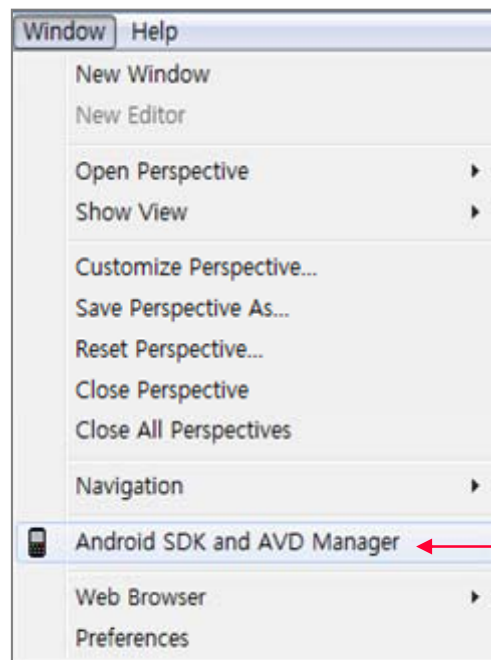 Window Help
New Window
New Editor
Open Perspective
Show View
Customize Perspective...
Save Perspective As...
Reset Perspective...
Close Perspective
Close All Perspectives
Navigation
Android SDK and AVD Manager
Web Browser
Preferences